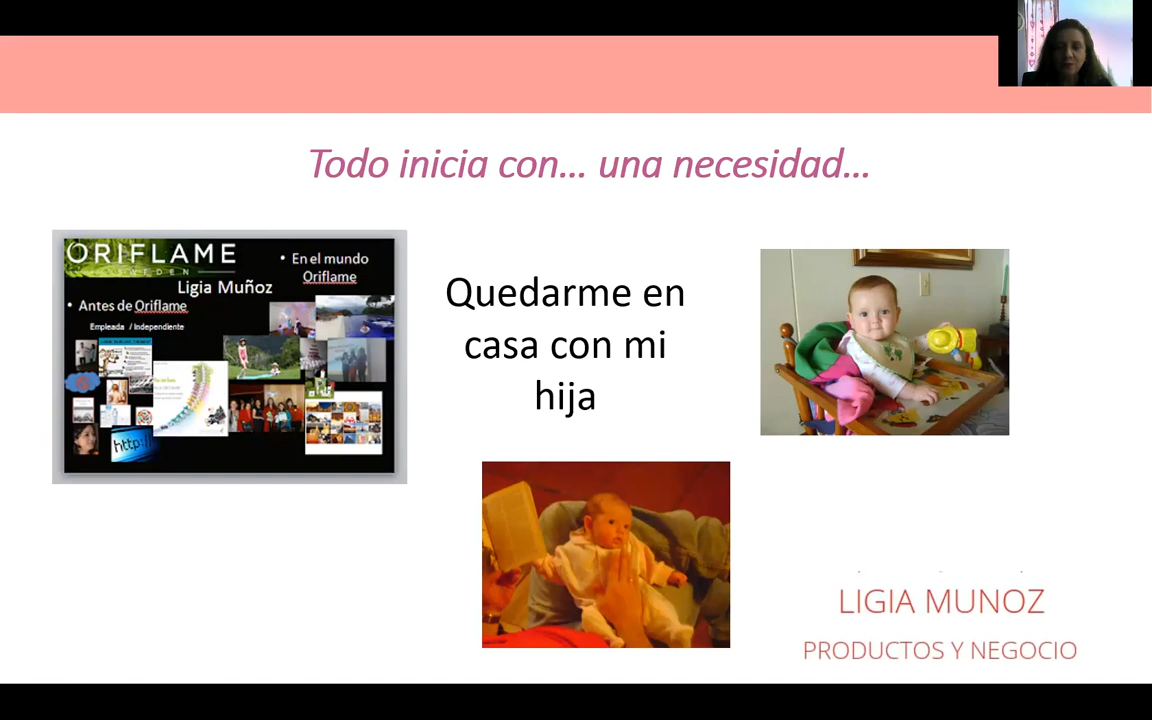 Todo inicia con... una necesidad...
ORIFLAME
SWEDEN
Ligia Muñoz
• En el mundo
Oriflame
• Antes de Oriflame
Empleada / Independiente
http:/
Quedarme en
casa con mi
hija
LIGIA MUNOZ
PRODUCTOS Y NEGOCIO